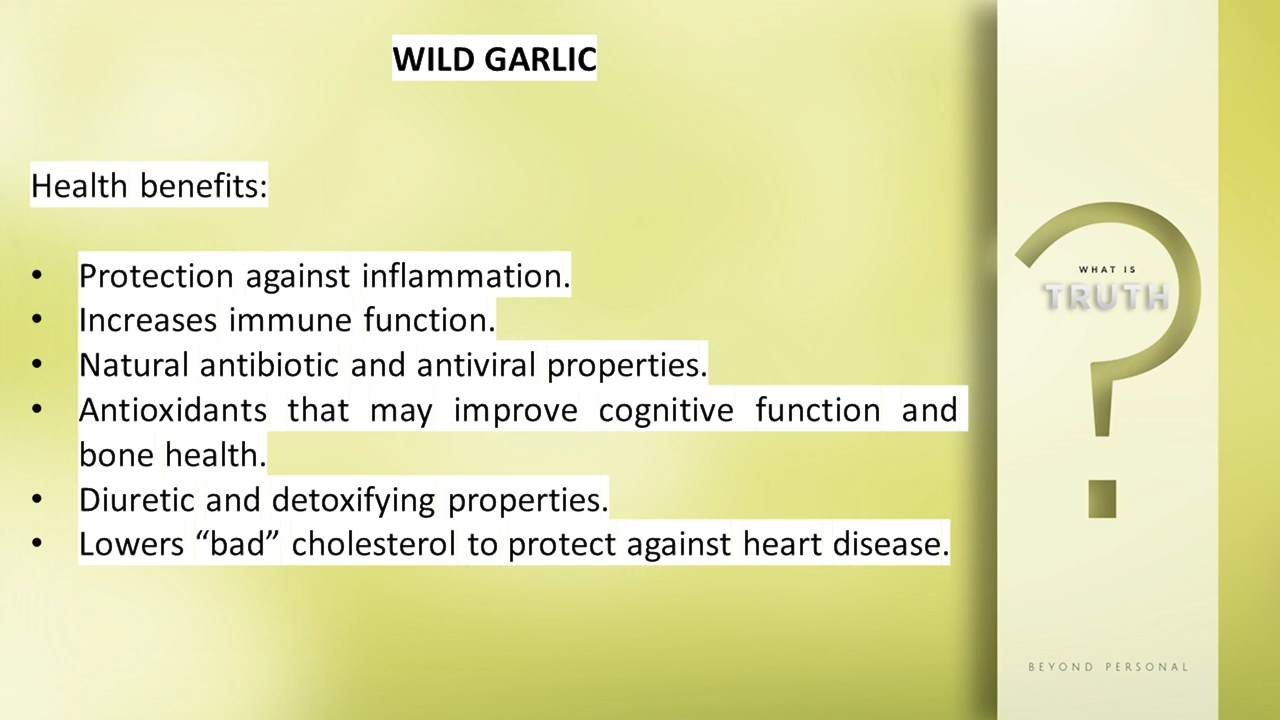 WILD GARLIC
Health benefits:
• Protection against inflammation.
• Increases immune function.
• Natural antibiotic and antiviral properties.
• Antioxidants that may improve cognitive function and
bone health.
• Diuretic and detoxifying properties.
• Lowers “bad” cholesterol to protect against heart disease.
WHAT IS
TRUTH
BEYOND PERSONAL